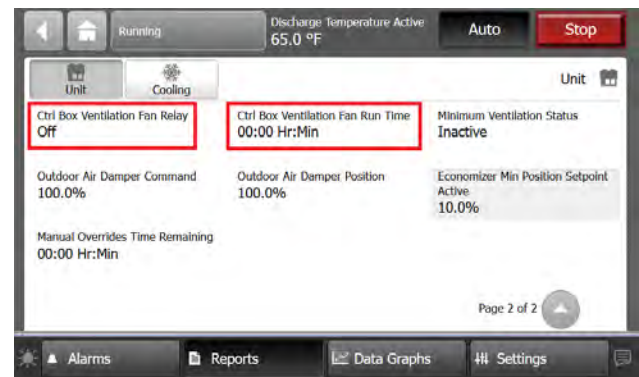 Running
Discharge Temperature Active
65.0 °F
Auto
Stop
Unit
Cooling
Unit
Ctrl Box Ventilation Fan Relay
Off
Ctrl Box Ventilation Fan Run Time
00:00 Hr:Min
Minimum Ventilation Status
Inactive
Outdoor Air Damper Command
100.0%
Outdoor Air Damper Position
100.0%
Economizer Min Position Setpoint
Active
10.0%
Manual Overrides Time Remaining
00:00 Hr:Min
Page 2 of 2
Alarms
Reports
Data Graphs
Settings